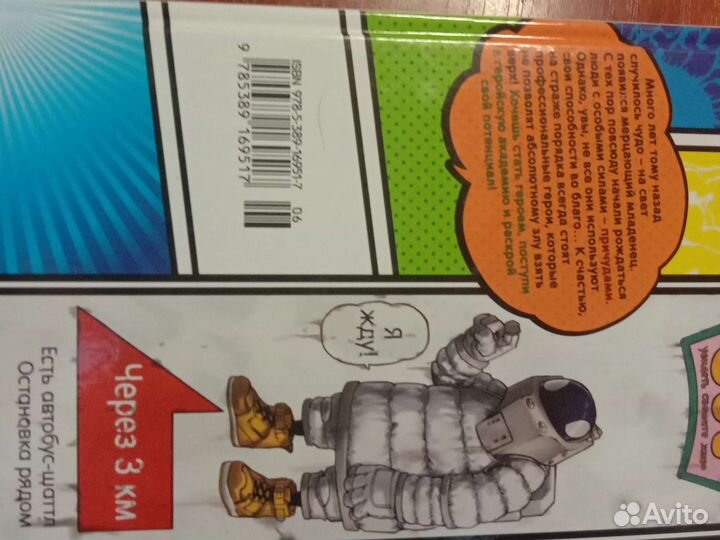 Много лет тому назад
случилось чудо – на свет
появился мерцающий младенец.
С тех пор повсюду начали рождаться
люди с особыми силами – причудами.
Однако, увы, не все они используют
свои способности во благо... К счастью,
на страже порядка всегда стоят
профессиональные герои, которые
не позволят абсолютному злу взять
верх! Хочешь стать героем, поступи
в геройскую академию и раскрой
свой потенциал!
ISBN 978-5-389-16951-7
9 785389 169517
06
Я
ЖДУ!
Через 3 км
Есть автобус-шаттл
Остановка рядом
увидеть
Avito